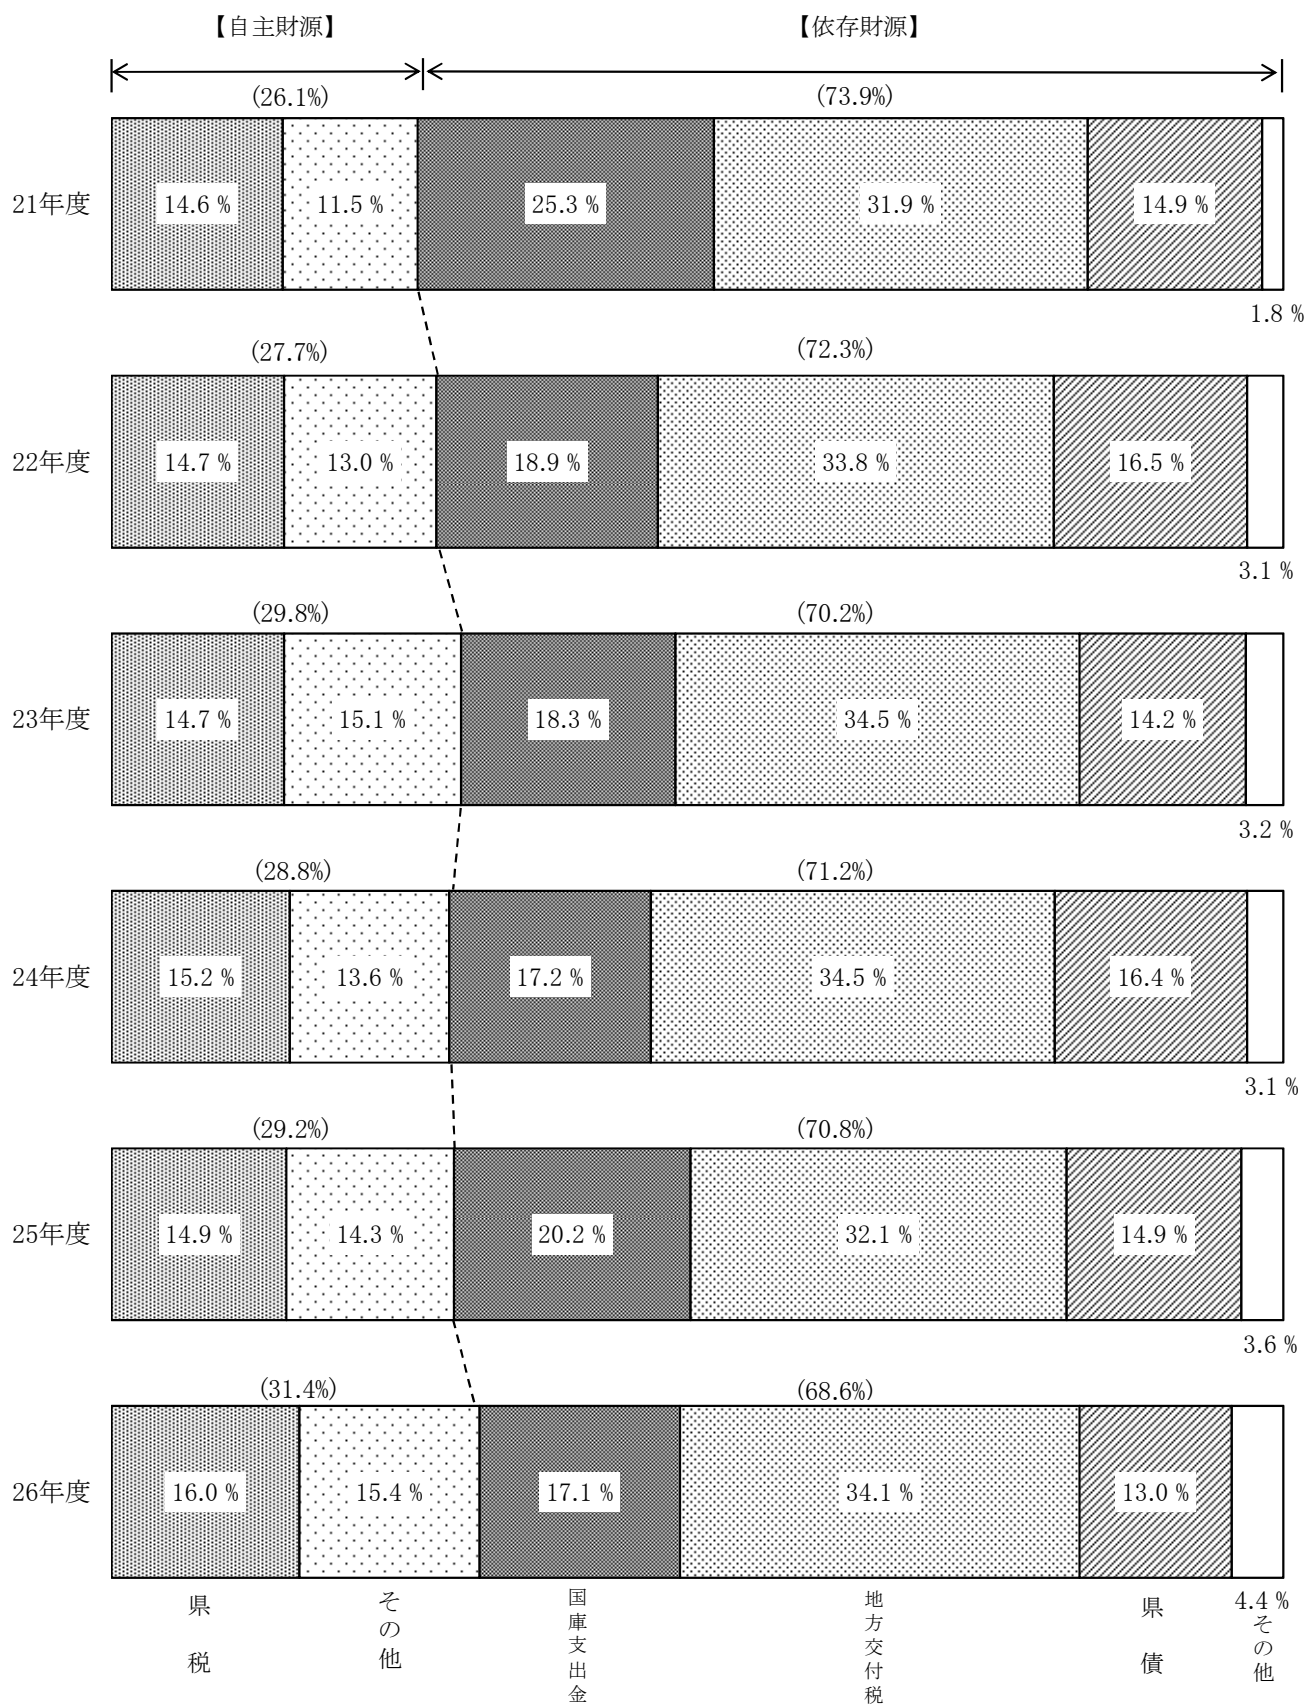 【自主財源】 【依存財源】
(26.1%) (73.9%)
21年度 14.6 % 11.5 % 25.3 % 31.9 % 14.9 %
1.8 %
(27.7%) (72.3%)
22年度 14.7 % 13.0 % 18.9 % 33.8 % 16.5 %
3.1 %
(29.8%) (70.2%)
23年度 14.7 % 15.1 % 18.3 % 34.5 % 14.2 %
3.2 %
(28.8%) (71.2%)
24年度 15.2 % 13.6 % 17.2 % 34.5 % 16.4 %
3.1 %
(29.2%) (70.8%)
25年度 14.9 % 14.3 % 20.2 % 32.1 % 14.9 %
3.6 %
(31.4%) (68.6%)
26年度 16.0 % 15.4 % 17.1 % 34.1 % 13.0 %
4.4 %
県税
その他
国庫支出金
地方交付税
県債
その他